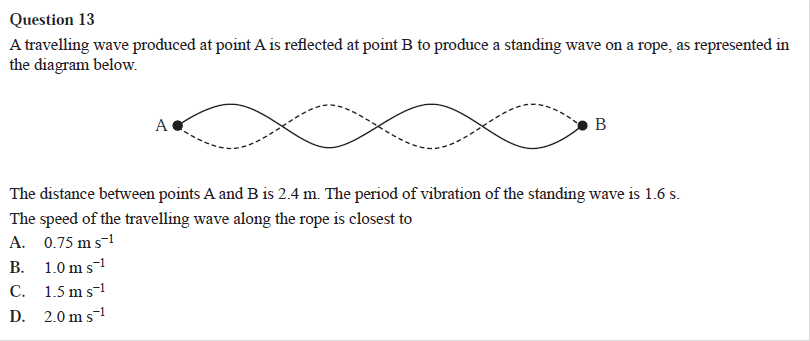 Question 13
A travelling wave produced at point A is reflected at point B to produce a standing wave on a rope, as represented in
the diagram below.
A B
The distance between points A and B is 2.4 m. The period of vibration of the standing wave is 1.6 s.
The speed of the travelling wave along the rope is closest to
A. 0.75 m s⁻¹
B. 1.0 m s⁻¹
C. 1.5 m s⁻¹
D. 2.0 m s⁻¹